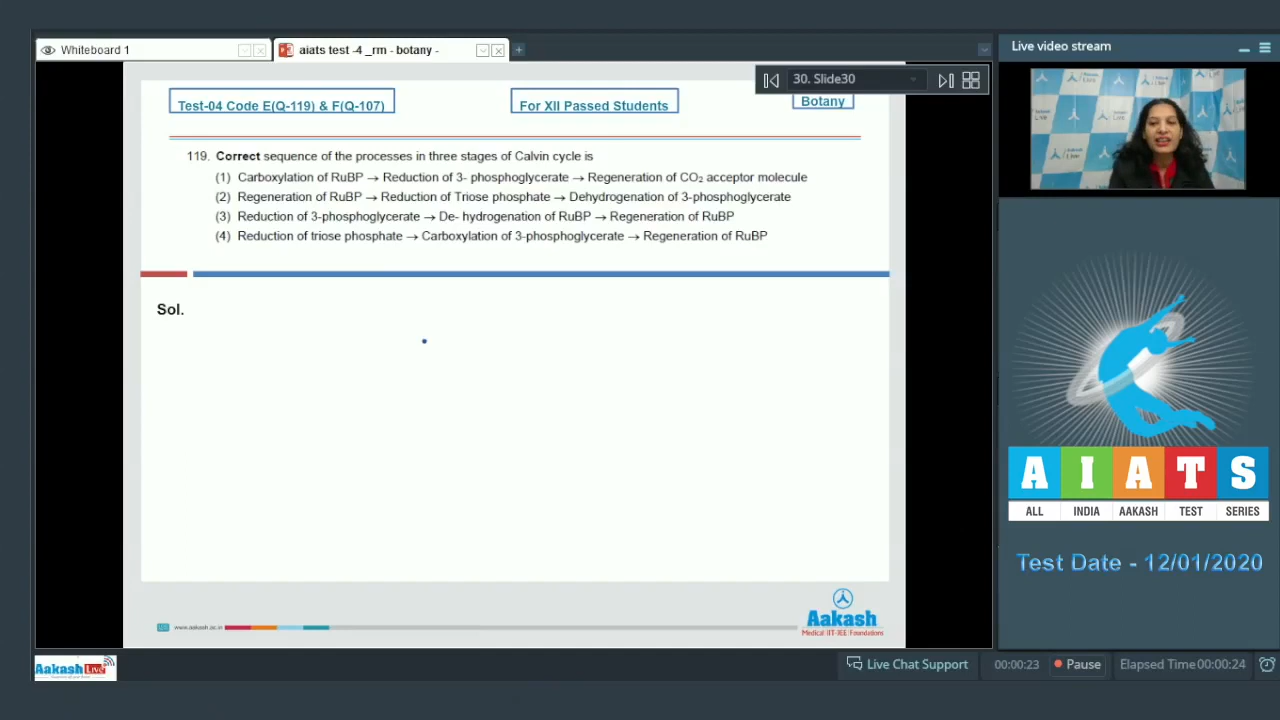 Whiteboard 1
aiats test -4 _rm - botany -
Live video stream
30. Slide30
Test-04 Code E(Q-119) & F(Q-107)
For XII Passed Students
Botany
119. Correct sequence of the processes in three stages of Calvin cycle is
(1) Carboxylation of RuBP → Reduction of 3- phosphoglycerate → Regeneration of CO₂ acceptor molecule
(2) Regeneration of RuBP → Reduction of Triose phosphate → Dehydrogenation of 3-phosphoglycerate
(3) Reduction of 3-phosphoglycerate → De- hydrogenation of RuBP → Regeneration of RuBP
(4) Reduction of triose phosphate → Carboxylation of 3-phosphoglycerate → Regeneration of RuBP
Sol.
A I A T S
ALL INDIA AAKASH TEST SERIES
Test Date - 12/01/2020
Aakash
Medical | IIT-JEE | Foundations
www.aakash.ac.in
Aakash Live
Live Chat Support
00:00:23
Pause
Elapsed Time 00:00:24